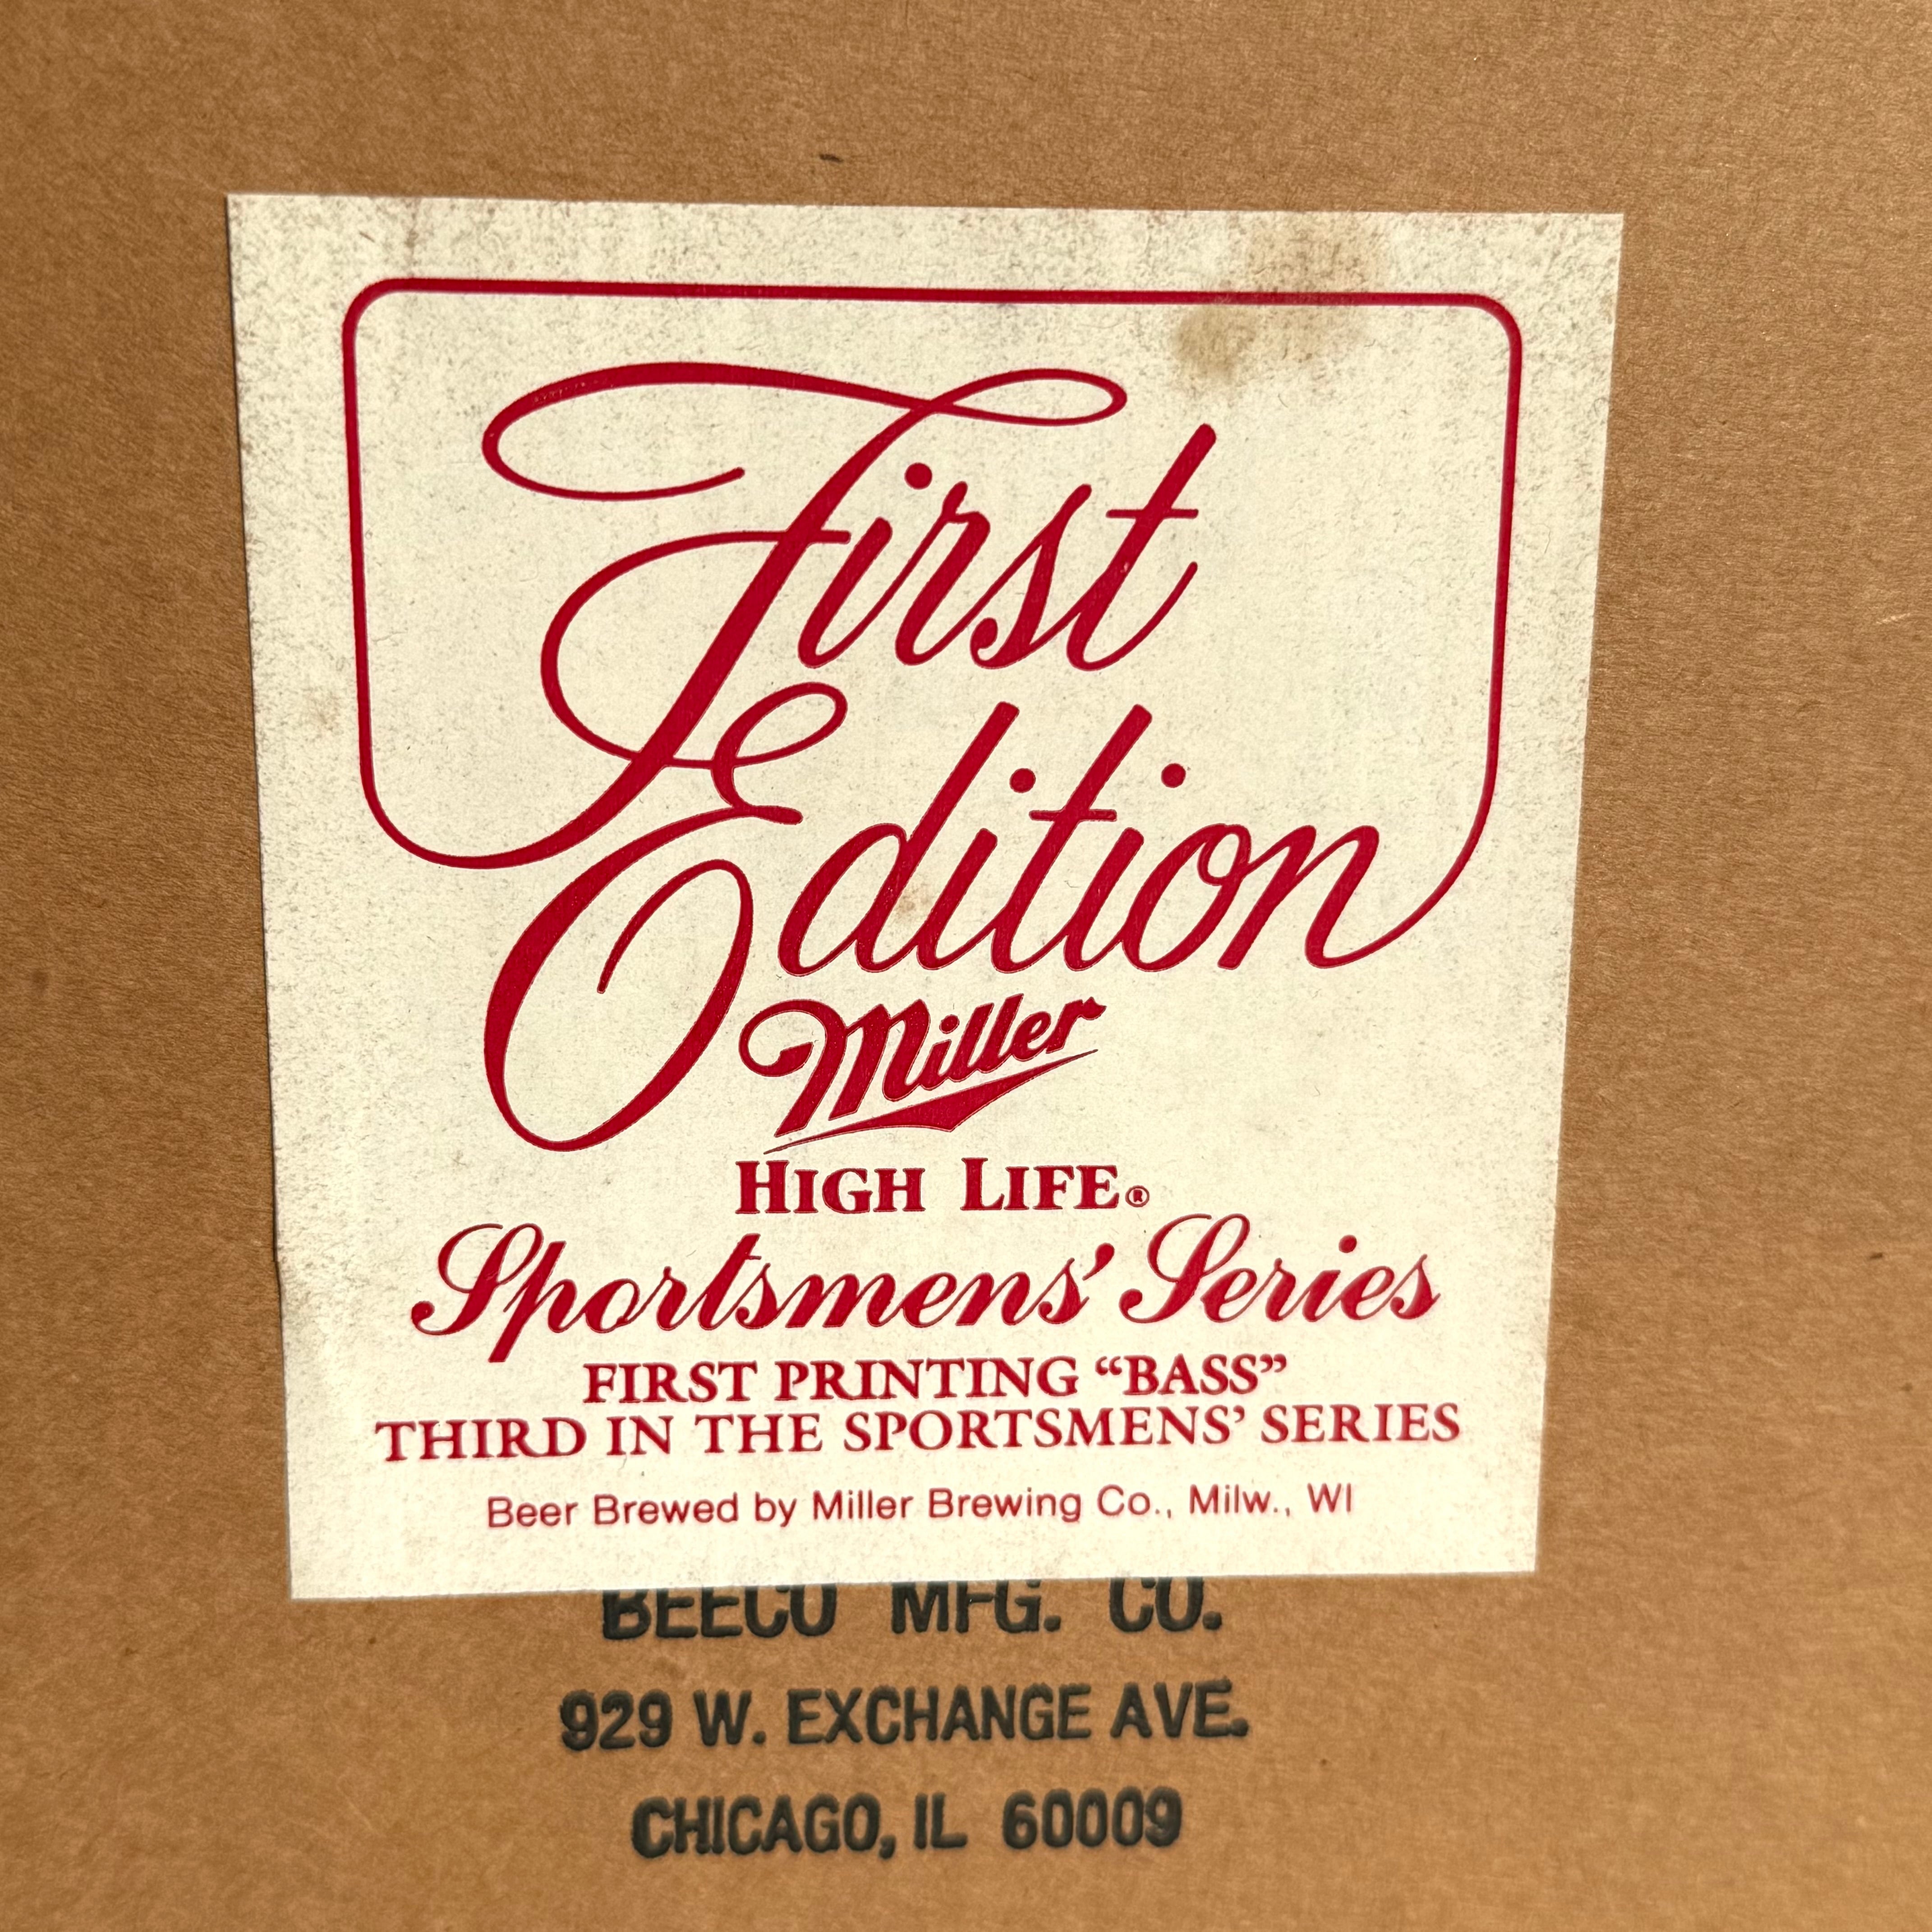 First
Edition
Miller
HIGH LIFE®
Sportsmens' Series
FIRST PRINTING “BASS”
THIRD IN THE SPORTSMENS’ SERIES
Beer Brewed by Miller Brewing Co., Milw., WI
BEECO MFG. CO.
929 W. EXCHANGE AVE.
CHICAGO, IL 60009